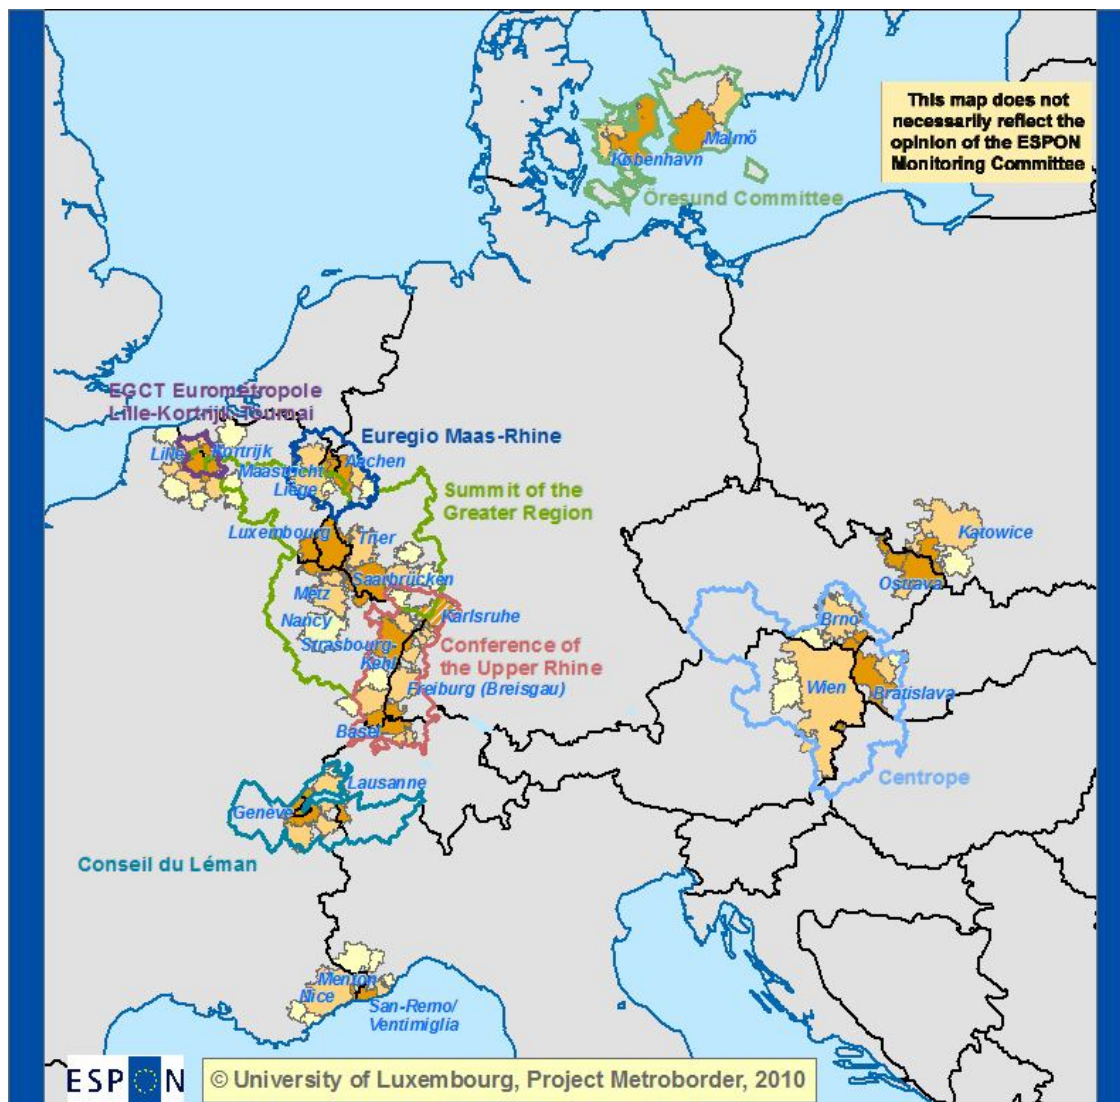 This map does not
necessarily reflect the
opinion of the ESPON
Monitoring Committee
Malmö
København
Öresund Committee
EGCT Eurometropole
Lille-Kortrijk-Tournai
Euregio Maas-Rhine
Lille
Kortrijk
Aachen
Maastricht
Liège
Summit of the
Greater Region
Luxembourg
Trier
Katowice
Saarbrücken
Ostrava
Metz
Nancy
Karlsruhe
Brno
Strasbourg-
Kehl
Conference of
the Upper Rhine
Freiburg (Breisgau)
Wien
Bratislava
Basel
Centrope
Lausanne
Genève
Conseil du Léman
Menton
Nice
San-Remo/
Ventimiglia
ESPON
© University of Luxembourg, Project Metroborder, 2010